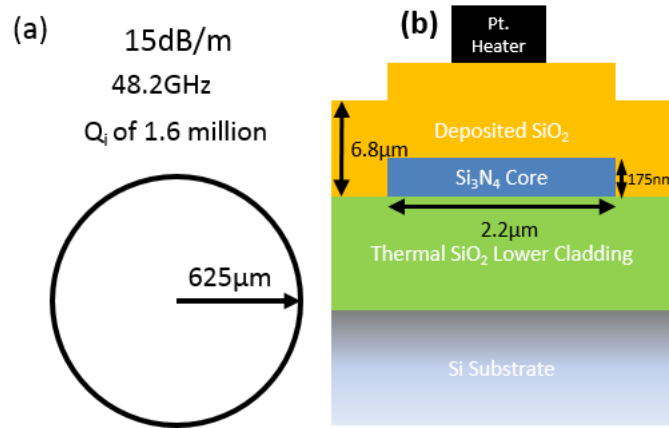 (a)
15dB/m
48.2GHz
Qᵢ of 1.6 million
625μm
(b)
Pt.
Heater
Deposited SiO₂
6.8μm
Si₃N₄ Core
175nm
2.2μm
Thermal SiO₂ Lower Cladding
Si Substrate